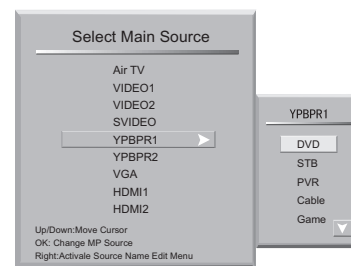 Select Main Source
Air TV
VIDEO1
VIDEO2
SVIDEO
YPBPR1
YPBPR2
VGA
HDMI1
HDMI2
Up/Down:Move Cursor
OK: Change MP Source
Right:Activale Source Name Edit Menu
YPBPR1
DVD
STB
PVR
Cable
Game